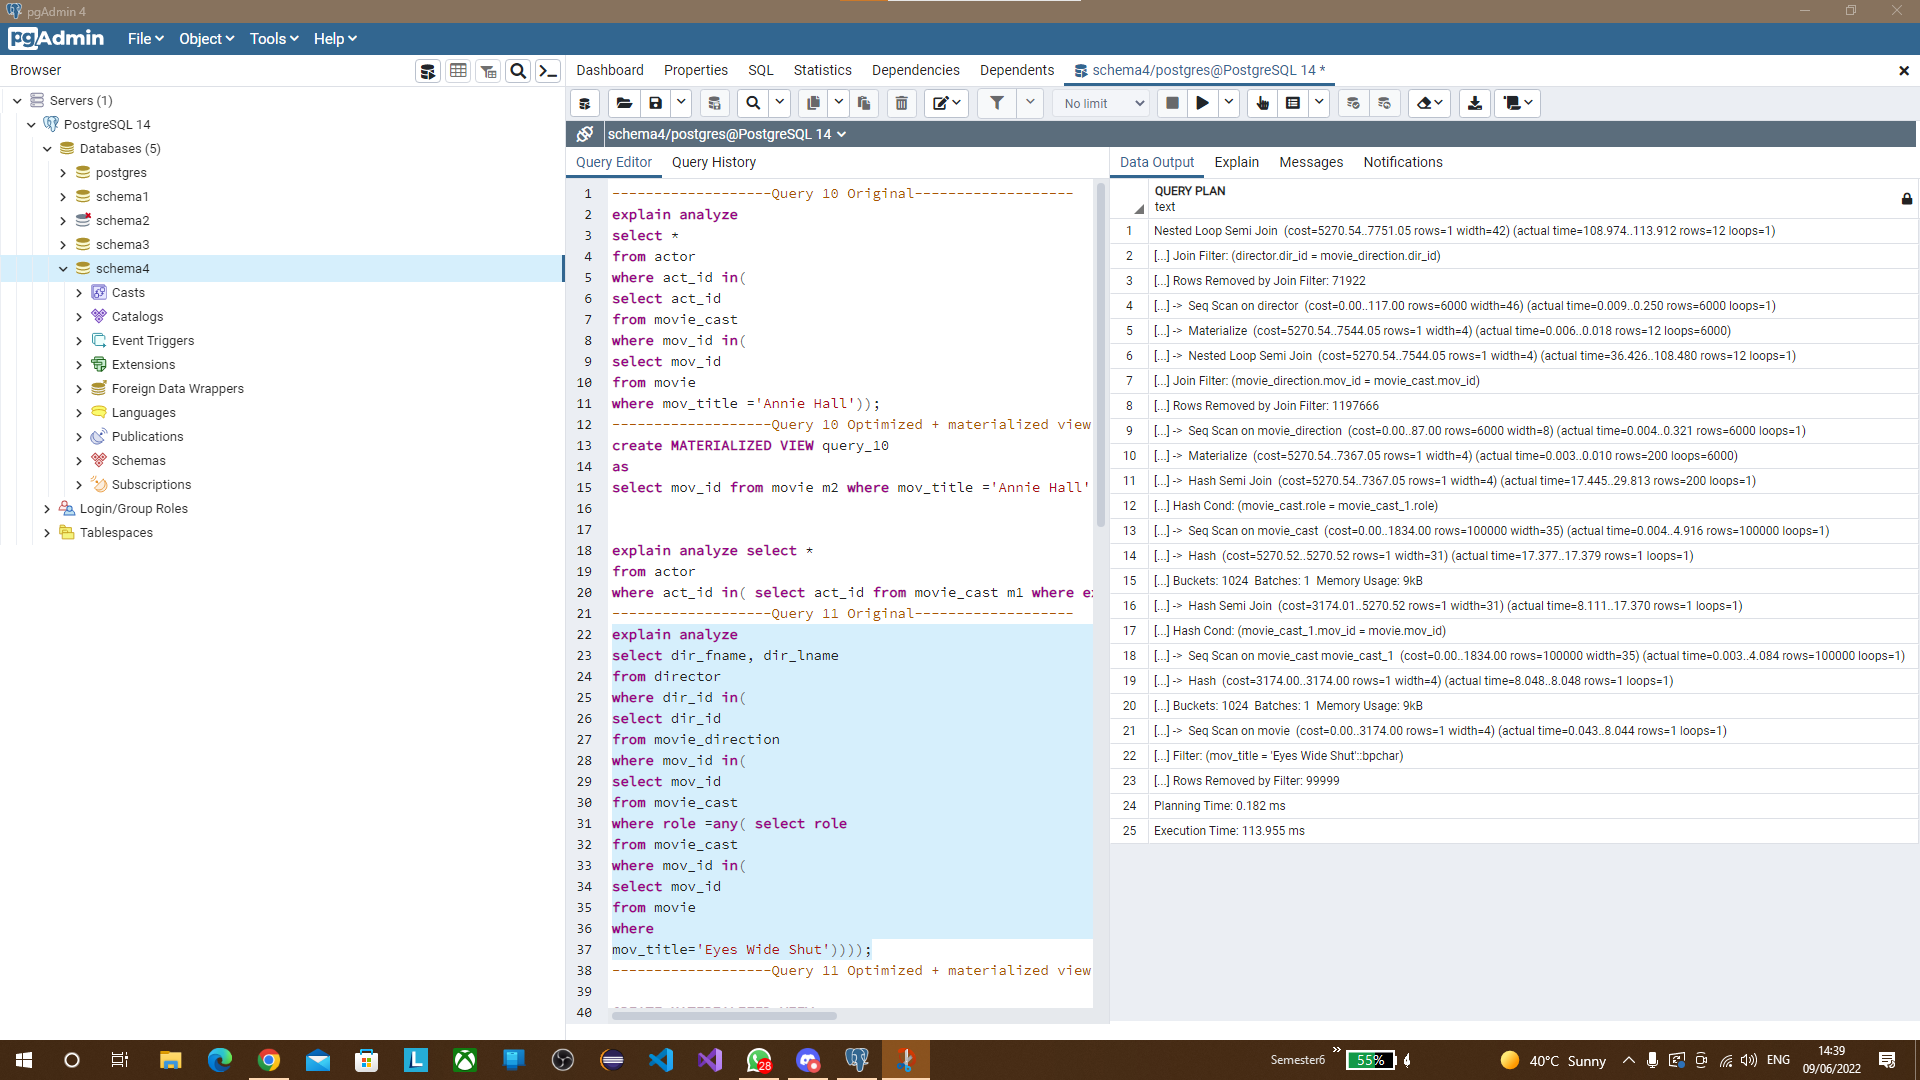 pgAdmin 4
pgAdmin File Object Tools Help
Browser
Dashboard Properties SQL Statistics Dependencies Dependents schema4/postgres@PostgreSQL 14 *
Servers (1)
PostgreSQL 14
Databases (5)
postgres
schema1
schema2
schema3
schema4
Casts
Catalogs
Event Triggers
Extensions
Foreign Data Wrappers
Languages
Publications
Schemas
Subscriptions
Login/Group Roles
Tablespaces
No limit
schema4/postgres@PostgreSQL 14
Query Editor Query History
1 -------------------Query 10 Original-------------------
2 explain analyze
3 select *
4 from actor
5 where act_id in(
6 select act_id
7 from movie_cast
8 where mov_id in(
9 select mov_id
10 from movie
11 where mov_title ='Annie Hall'));
12 -------------------Query 10 Optimized + materialized view
13 create MATERIALIZED VIEW query_10
14 as
15 select mov_id from movie m2 where mov_title ='Annie Hall'
16
17
18 explain analyze select *
19 from actor
20 where act_id in( select act_id from movie_cast m1 where e
21 -------------------Query 11 Original-------------------
22 explain analyze
23 select dir_fname, dir_lname
24 from director
25 where dir_id in(
26 select dir_id
27 from movie_direction
28 where mov_id in(
29 select mov_id
30 from movie_cast
31 where role =any( select role
32 from movie_cast
33 where mov_id in(
34 select mov_id
35 from movie
36 where
37 mov_title='Eyes Wide Shut'))));
38 -------------------Query 11 Optimized + materialized view
39
40
Data Output Explain Messages Notifications
QUERY PLAN
text
1 Nested Loop Semi Join (cost=5270.54..7751.05 rows=1 width=42) (actual time=108.974..113.912 rows=12 loops=1)
2 [...] Join Filter: (director.dir_id = movie_direction.dir_id)
3 [...] Rows Removed by Join Filter: 71922
4 [...] -> Seq Scan on director (cost=0.00..117.00 rows=6000 width=46) (actual time=0.009..0.250 rows=6000 loops=1)
5 [...] -> Materialize (cost=5270.54..7544.05 rows=1 width=4) (actual time=0.006..0.018 rows=12 loops=6000)
6 [...] -> Nested Loop Semi Join (cost=5270.54..7544.05 rows=1 width=4) (actual time=36.426..108.480 rows=12 loops=1)
7 [...] Join Filter: (movie_direction.mov_id = movie_cast.mov_id)
8 [...] Rows Removed by Join Filter: 1197666
9 [...] -> Seq Scan on movie_direction (cost=0.00..87.00 rows=6000 width=8) (actual time=0.004..0.321 rows=6000 loops=1)
10 [...] -> Materialize (cost=5270.54..7367.05 rows=1 width=4) (actual time=0.003..0.010 rows=200 loops=6000)
11 [...] -> Hash Semi Join (cost=5270.54..7367.05 rows=1 width=4) (actual time=17.445..29.813 rows=200 loops=1)
12 [...] Hash Cond: (movie_cast.role = movie_cast_1.role)
13 [...] -> Seq Scan on movie_cast (cost=0.00..1834.00 rows=100000 width=35) (actual time=0.004..4.916 rows=100000 loops=1)
14 [...] -> Hash (cost=5270.52..5270.52 rows=1 width=31) (actual time=17.377..17.379 rows=1 loops=1)
15 [...] Buckets: 1024 Batches: 1 Memory Usage: 9kB
16 [...] -> Hash Semi Join (cost=3174.01..5270.52 rows=1 width=31) (actual time=8.111..17.370 rows=1 loops=1)
17 [...] Hash Cond: (movie_cast_1.mov_id = movie.mov_id)
18 [...] -> Seq Scan on movie_cast movie_cast_1 (cost=0.00..1834.00 rows=100000 width=35) (actual time=0.003..4.084 rows=100000 loops=1)
19 [...] -> Hash (cost=3174.00..3174.00 rows=1 width=4) (actual time=8.048..8.048 rows=1 loops=1)
20 [...] Buckets: 1024 Batches: 1 Memory Usage: 9kB
21 [...] -> Seq Scan on movie (cost=0.00..3174.00 rows=1 width=4) (actual time=0.043..8.044 rows=1 loops=1)
22 [...] Filter: (mov_title = 'Eyes Wide Shut'::bpchar)
23 [...] Rows Removed by Filter: 99999
24 Planning Time: 0.182 ms
25 Execution Time: 113.955 ms
28
Semester6 55% 40°C Sunny ENG 14:39
09/06/2022